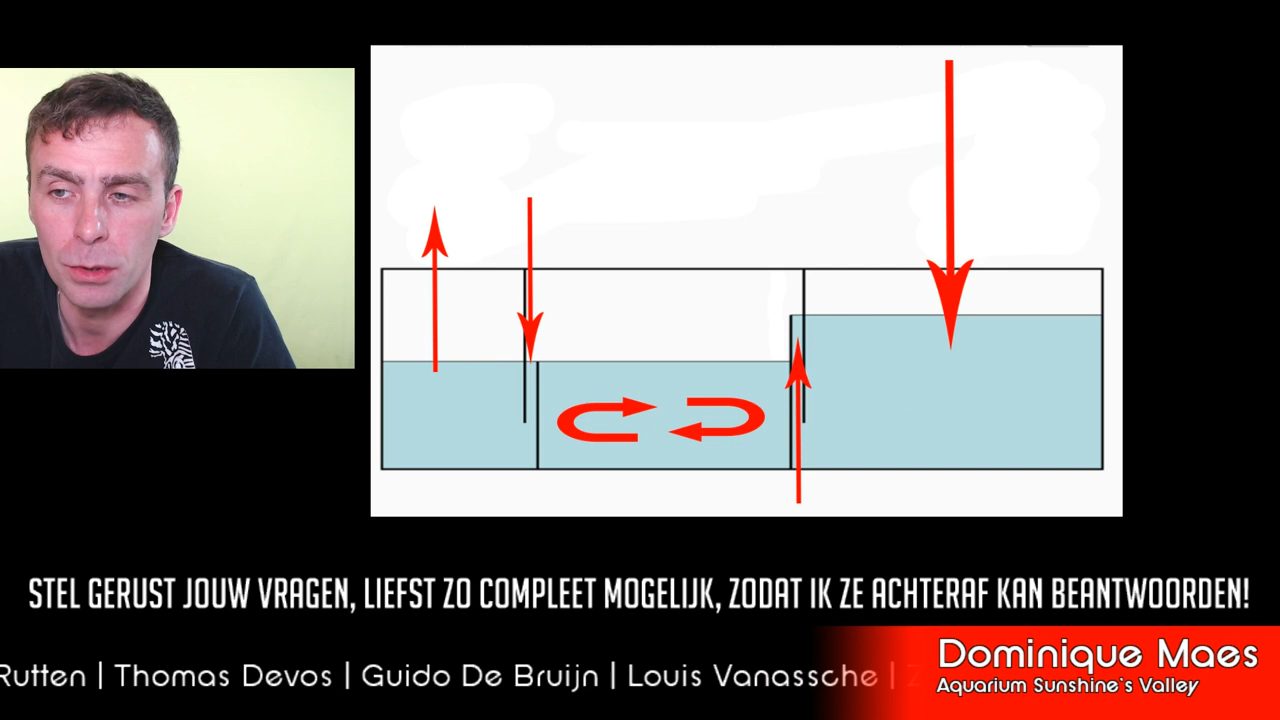 STEL GERUST JOUW VRAGEN, LIEFST ZO COMPLEET MOGELIJK, ZODAT IK ZE ACHTERAF KAN BEANTWOORDEN!
Rutten | Thomas Devos | Guido De Bruijn | Louis Vanassche |
Dominique Maes
Aquarium Sunshine's Valley